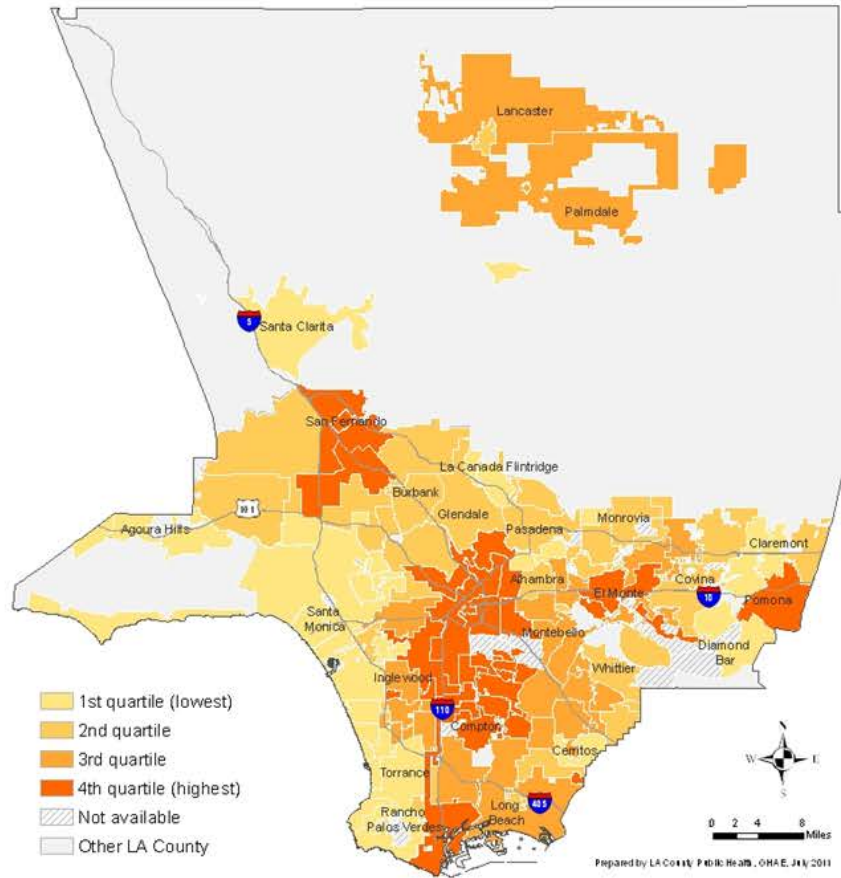 Lancaster
Palmdale
5
Santa Clarita
San Fernando
La Canada Flintridge
Burbank
101
Glendale
Agoura Hills
Pasadena
Monrovia
Claremont
Alhambra
Covina
El Monte
10
Pomona
Santa
Monica
Montebello
Diamond
Bar
Whittier
Inglewood
110
Compton
Cerritos
Torrance
Long
Beach
405
Rancho
Palos Verdes
1st quartile (lowest)
2nd quartile
3rd quartile
4th quartile (highest)
Not available
Other LA County
N
W
E
S
0 2 4 8
Miles
Prepared by LA County Public Health, OHAE, July 2011